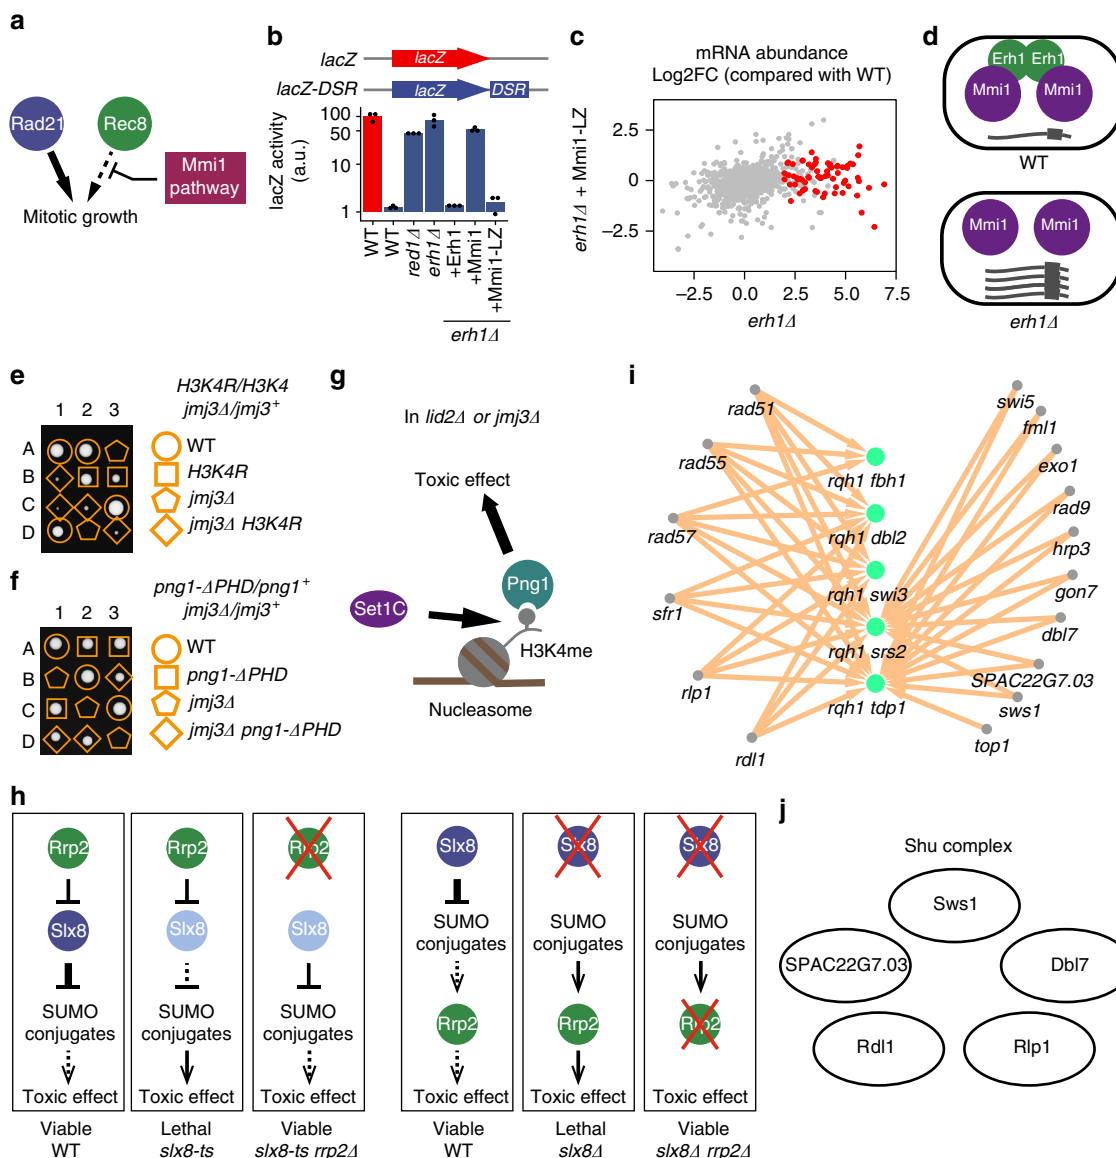 a
Rad21
Rec8
Mmi1
pathway
Mitotic growth
b
lacZ
lacZ
lacZ-DSR
lacZ
DSR
lacZ activity
(a.u.)
100
50
10
1
WT
WT
red1Δ
erh1Δ
+Erh1
+Mmi1
+Mmi1-LZ
erh1Δ
c
mRNA abundance
Log2FC (compared with WT)
erh1Δ + Mmi1-LZ
2.5
0
−2.5
−2.5
0.0
2.5
5.0
7.5
erh1Δ
d
Erh1
Erh1
Mmi1
Mmi1
WT
Mmi1
Mmi1
erh1Δ
e
H3K4R/H3K4
jmj3Δ/jmj3+
1 2 3
A
B
C
D
WT
H3K4R
jmj3Δ
jmj3Δ H3K4R
f
png1-ΔPHD/png1+
jmj3Δ/jmj3+
1 2 3
A
B
C
D
WT
png1-ΔPHD
jmj3Δ
jmj3Δ png1-ΔPHD
g
In lid2Δ or jmj3Δ
Toxic effect
Png1
Set1C
H3K4me
Nucleosome
i
rad51
rad55
rad57
sfr1
rlp1
rdl1
rqh1 fbh1
rqh1 dbl2
rqh1 swi3
rqh1 srs2
rqh1 tdp1
swi5
fml1
exo1
rad9
hrp3
gon7
dbl7
SPAC22G7.03
sws1
top1
h
Rrp2
Slx8
SUMO
conjugates
Toxic effect
Viable
WT
Rrp2
Slx8
SUMO
conjugates
Toxic effect
Lethal
slx8-ts
Rrp2
Slx8
SUMO
conjugates
Toxic effect
Viable
slx8-ts rrp2Δ
Slx8
SUMO
conjugates
Rrp2
Toxic effect
Viable
WT
Slx8
SUMO
conjugates
Rrp2
Toxic effect
Lethal
slx8Δ
Slx8
SUMO
conjugates
Rrp2
Toxic effect
Viable
slx8Δ rrp2Δ
j
Shu complex
Sws1
SPAC22G7.03
Dbl7
Rdl1
Rlp1